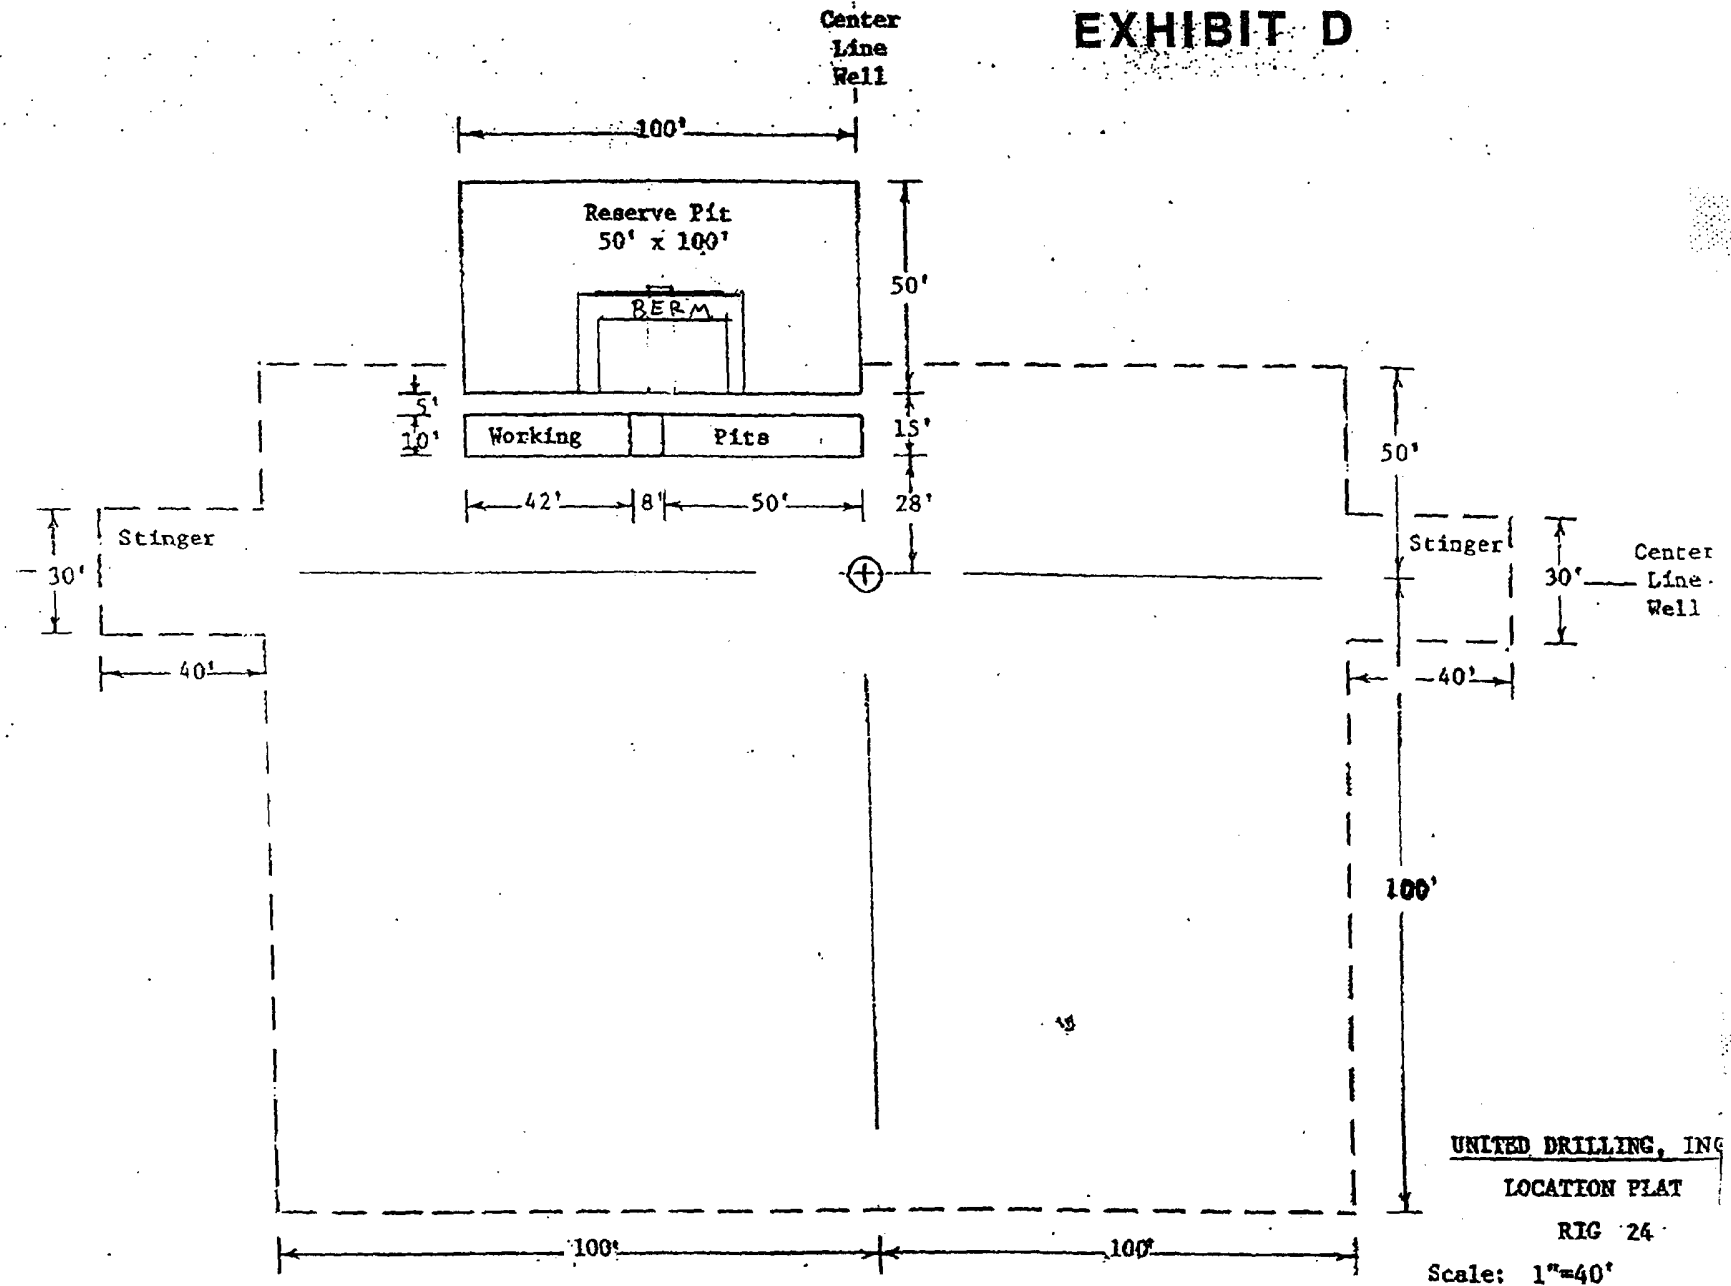 EXHIBIT D
Center
Line
Well
100'
Reserve Pit
50' x 100'
50'
BERM
5'
10'
Working
Pits
15'
50'
42'
8'
50'
28'
Stinger
30'
40'
Stinger
30'
Center
Line
Well
40'
100'
100'
100'
UNITED DRILLING, INC
LOCATION PLAT
RIG 24
Scale: 1"=40'